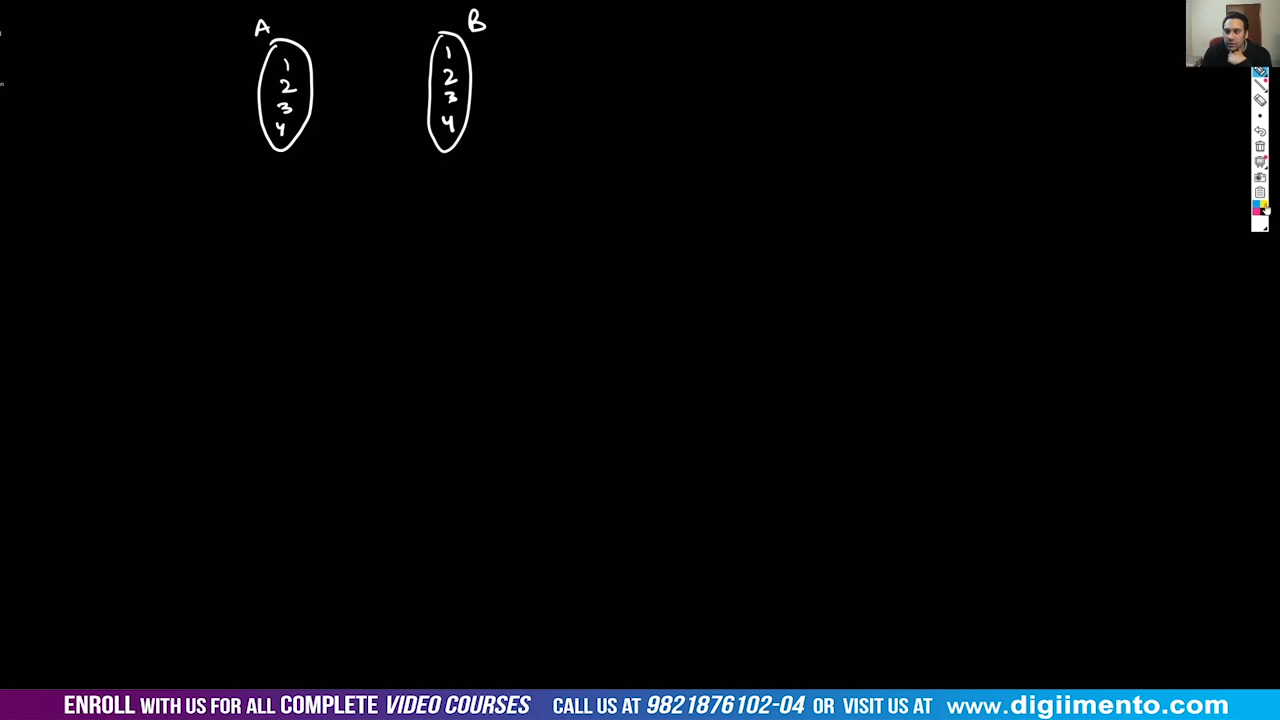 A B
1 1
2 2
3 3
4 4
ENROLL WITH US FOR ALL COMPLETE VIDEO COURSES CALL US AT 9821876102-04 OR VISIT US AT www.digiimento.com